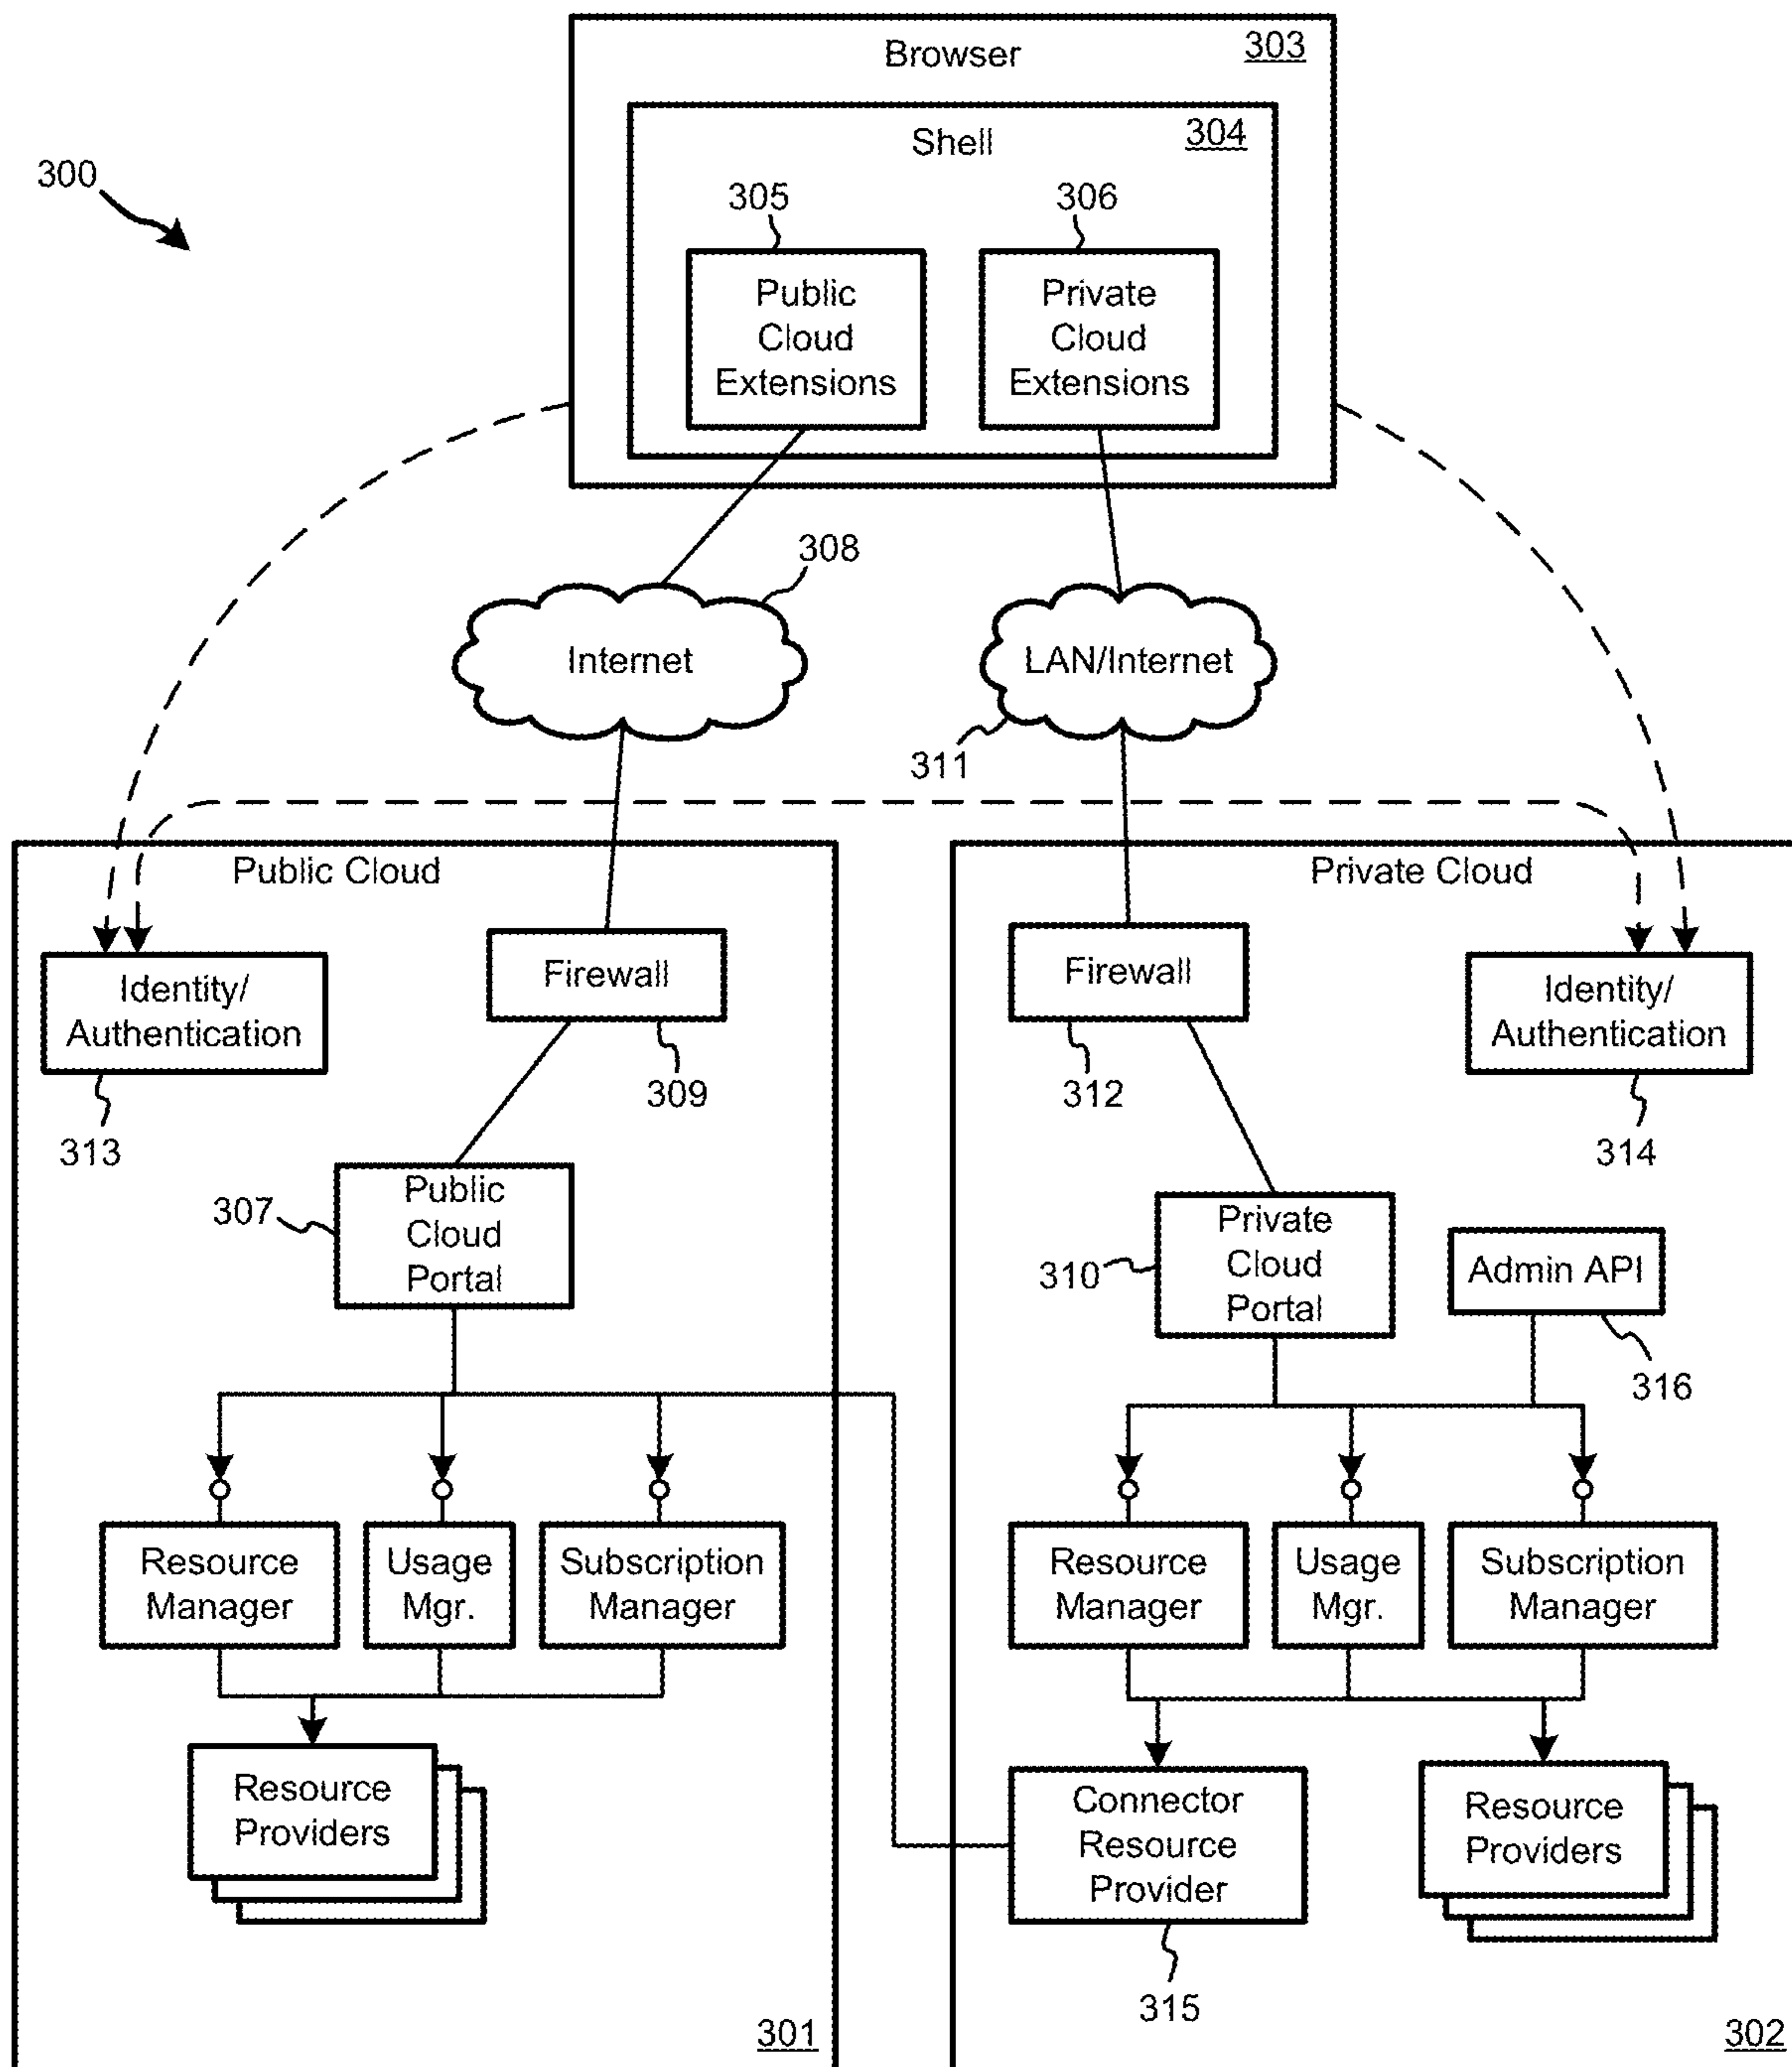 Browser
303
Shell
304
300
305
306
Public
Cloud
Extensions
Private
Cloud
Extensions
308
Internet
LAN/Internet
311
Public Cloud
Private Cloud
Identity/
Authentication
313
Firewall
309
Firewall
312
Identity/
Authentication
314
307
Public
Cloud
Portal
310
Private
Cloud
Portal
Admin API
316
Resource
Manager
Usage
Mgr.
Subscription
Manager
Resource
Manager
Usage
Mgr.
Subscription
Manager
Resource
Providers
Connector
Resource
Provider
315
Resource
Providers
301
302